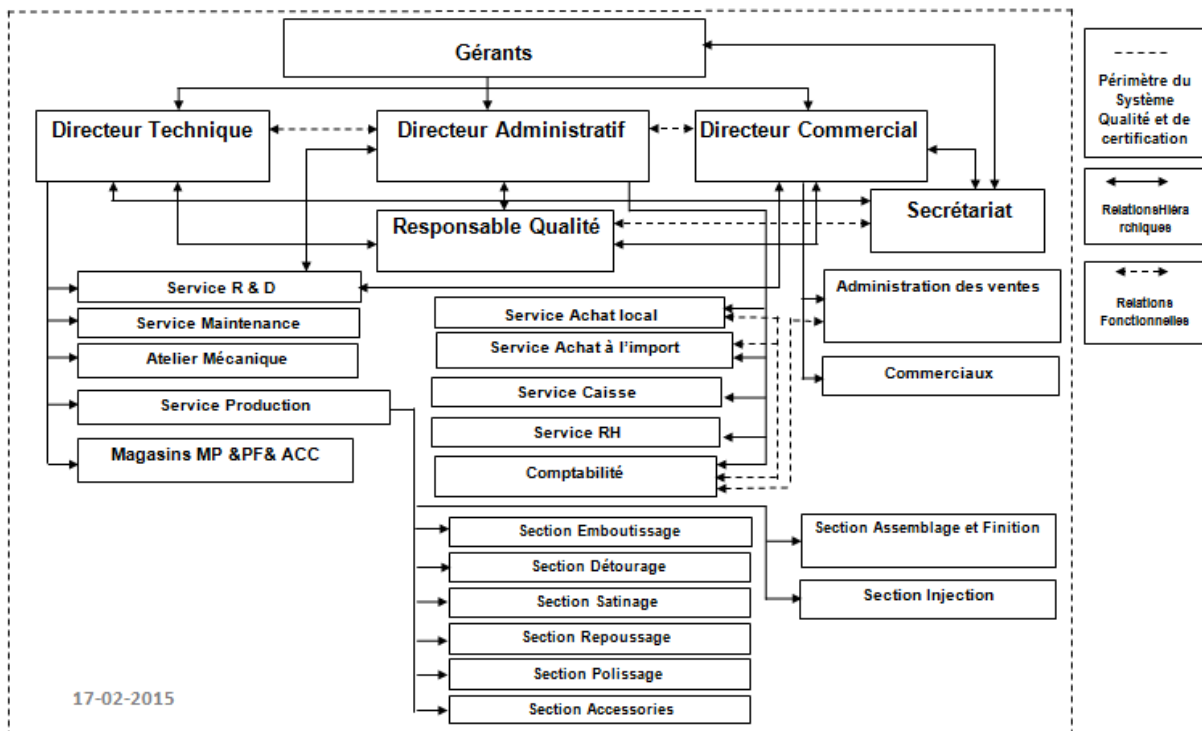 Gérants
Directeur Technique
Directeur Administratif
Directeur Commercial
Responsable Qualité
Secrétariat
Service R & D
Service Maintenance
Atelier Mécanique
Service Production
Magasins MP &PF& ACC
Service Achat local
Service Achat à l'import
Service Caisse
Service RH
Comptabilité
Administration des ventes
Commerciaux
Section Emboutissage
Section Détourage
Section Satinage
Section Repoussage
Section Polissage
Section Accessories
Section Assemblage et Finition
Section Injection
17-02-2015
Périmètre du
Système
Qualité et de
certification
RelationsHiéra
rchiques
Relations
Fonctionnelles